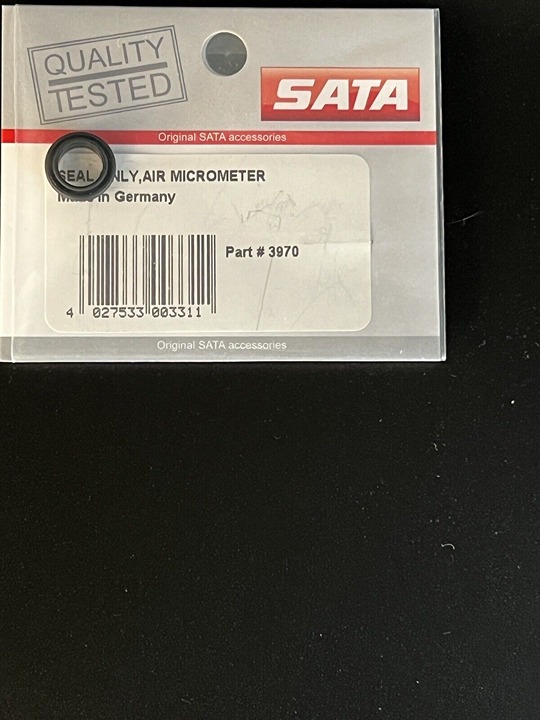 QUALITY
TESTED
SATA
Original SATA accessories
SEAL ONLY,AIR MICROMETER
Made in Germany
Part # 3970
4 027533 003311
Original SATA accessories